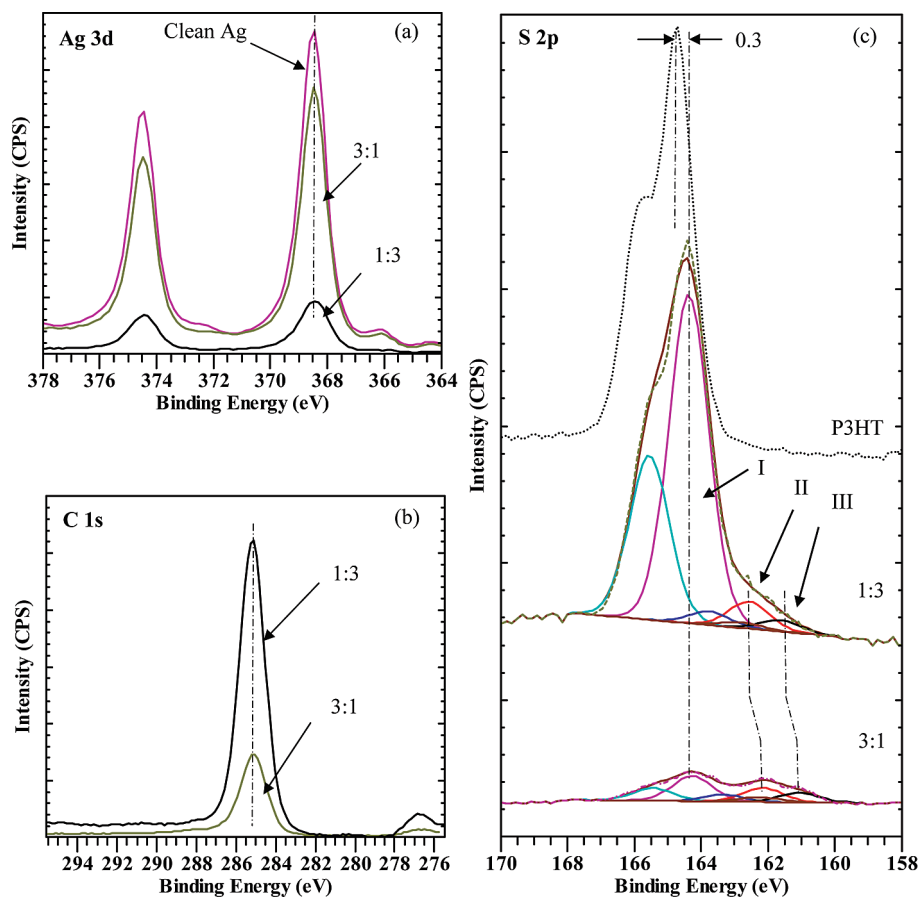 Ag 3d
Clean Ag
(a)
3:1
1:3
Intensity (CPS)
378 376 374 372 370 368 366 364
Binding Energy (eV)
C 1s
(b)
1:3
3:1
Intensity (CPS)
294 292 290 288 286 284 282 280 278 276
Binding Energy (eV)
S 2p
0.3
(c)
P3HT
I
II
III
1:3
3:1
Intensity (CPS)
170 168 166 164 162 160 158
Binding Energy (eV)